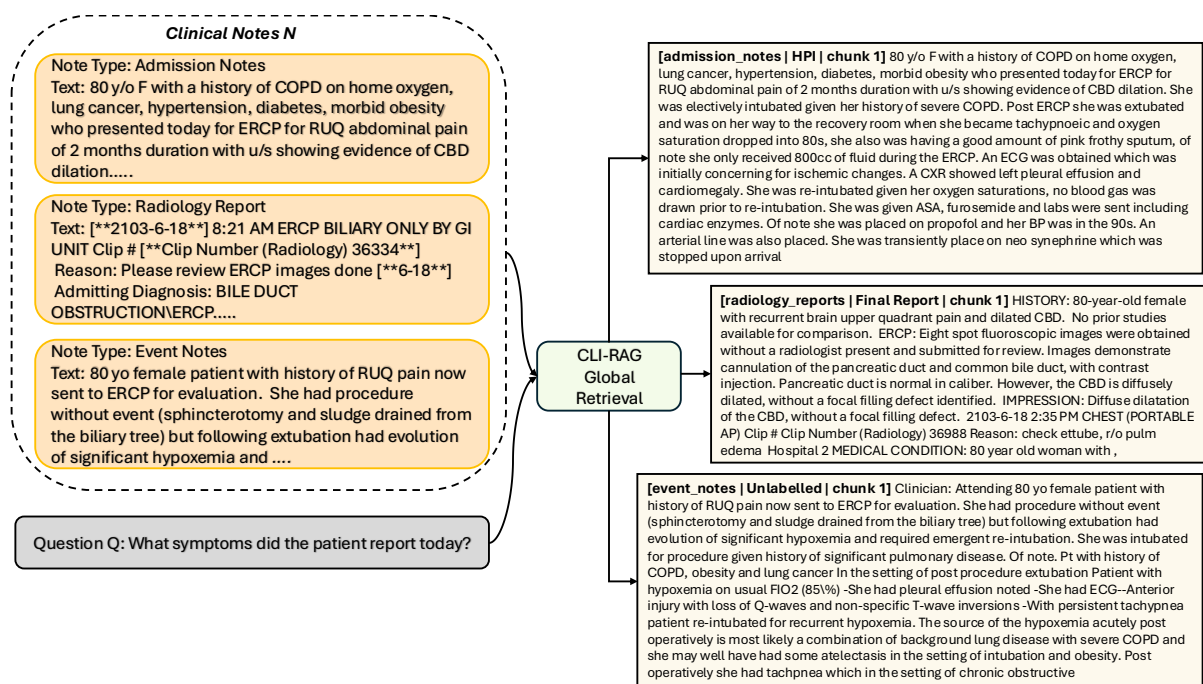 Clinical Notes N
Note Type: Admission Notes
Text: 80 y/o F with a history of COPD on home oxygen,
lung cancer, hypertension, diabetes, morbid obesity
who presented today for ERCP for RUQ abdominal pain
of 2 months duration with u/s showing evidence of CBD
dilation.....
Note Type: Radiology Report
Text: [**2103-6-18**] 8:21 AM ERCP BILIARY ONLY BY GI
UNIT Clip # [**Clip Number (Radiology) 36334**]
Reason: Please review ERCP images done [**6-18**]
Admitting Diagnosis: BILE DUCT
OBSTRUCTION\ERCP.....
Note Type: Event Notes
Text: 80 yo female patient with history of RUQ pain now
sent to ERCP for evaluation. She had procedure
without event (sphincterotomy and sludge drained from
the biliary tree) but following extubation had evolution
of significant hypoxemia and ....
Question Q: What symptoms did the patient report today?
CLI-RAG
Global
Retrieval
[admission_notes | HPI | chunk 1] 80 y/o F with a history of COPD on home oxygen,
lung cancer, hypertension, diabetes, morbid obesity who presented today for ERCP for
RUQ abdominal pain of 2 months duration with u/s showing evidence of CBD dilation. She
was electively intubated given her history of severe COPD. Post ERCP she was extubated
and was on her way to the recovery room when she became tachypnoeic and oxygen
saturation dropped into 80s, she also was having a good amount of pink frothy sputum, of
note she only received 800cc of fluid during the ERCP. An ECG was obtained which was
initially concerning for ischemic changes. A CXR showed left pleural effusion and
cardiomegaly. She was re-intubated given her oxygen saturations, no blood gas was
drawn prior to re-intubation. She was given ASA, furosemide and labs were sent including
cardiac enzymes. Of note she was placed on propofol and her BP was in the 90s. An
arterial line was also placed. She was transiently place on neo synephrine which was
stopped upon arrival
[radiology_reports | Final Report | chunk 1] HISTORY: 80-year-old female
with recurrent brain upper quadrant pain and dilated CBD. No prior studies
available for comparison. ERCP: Eight spot fluoroscopic images were obtained
without a radiologist present and submitted for review. Images demonstrate
cannulation of the pancreatic duct and common bile duct, with contrast
injection. Pancreatic duct is normal in caliber. However, the CBD is diffusely
dilated, without a focal filling defect identified. IMPRESSION: Diffuse dilatation
of the CBD, without a focal filling defect. 2103-6-18 2:35 PM CHEST (PORTABLE
AP) Clip # Clip Number (Radiology) 36988 Reason: check ettube, r/o pulm
edema Hospital 2 MEDICAL CONDITION: 80 year old woman with ,
[event_notes | Unlabelled | chunk 1] Clinician: Attending 80 yo female patient with
history of RUQ pain now sent to ERCP for evaluation. She had procedure without event
(sphincterotomy and sludge drained from the biliary tree) but following extubation had
evolution of significant hypoxemia and required emergent re-intubation. She was intubated
for procedure given history of significant pulmonary disease. Of note. Pt with history of
COPD, obesity and lung cancer In the setting of post procedure extubation Patient with
hypoxemia on usual FIO2 (85\%) -She had pleural effusion noted -She had ECG--Anterior
injury with loss of Q-waves and non-specific T-wave inversions -With persistent tachypnea
patient re-intubated for recurrent hypoxemia. The source of the hypoxemia acutely post
operatively is most likely a combination of background lung disease with severe COPD and
she may well have had some atelectasis in the setting of intubation and obesity. Post
operatively she had tachpnea which in the setting of chronic obstructive